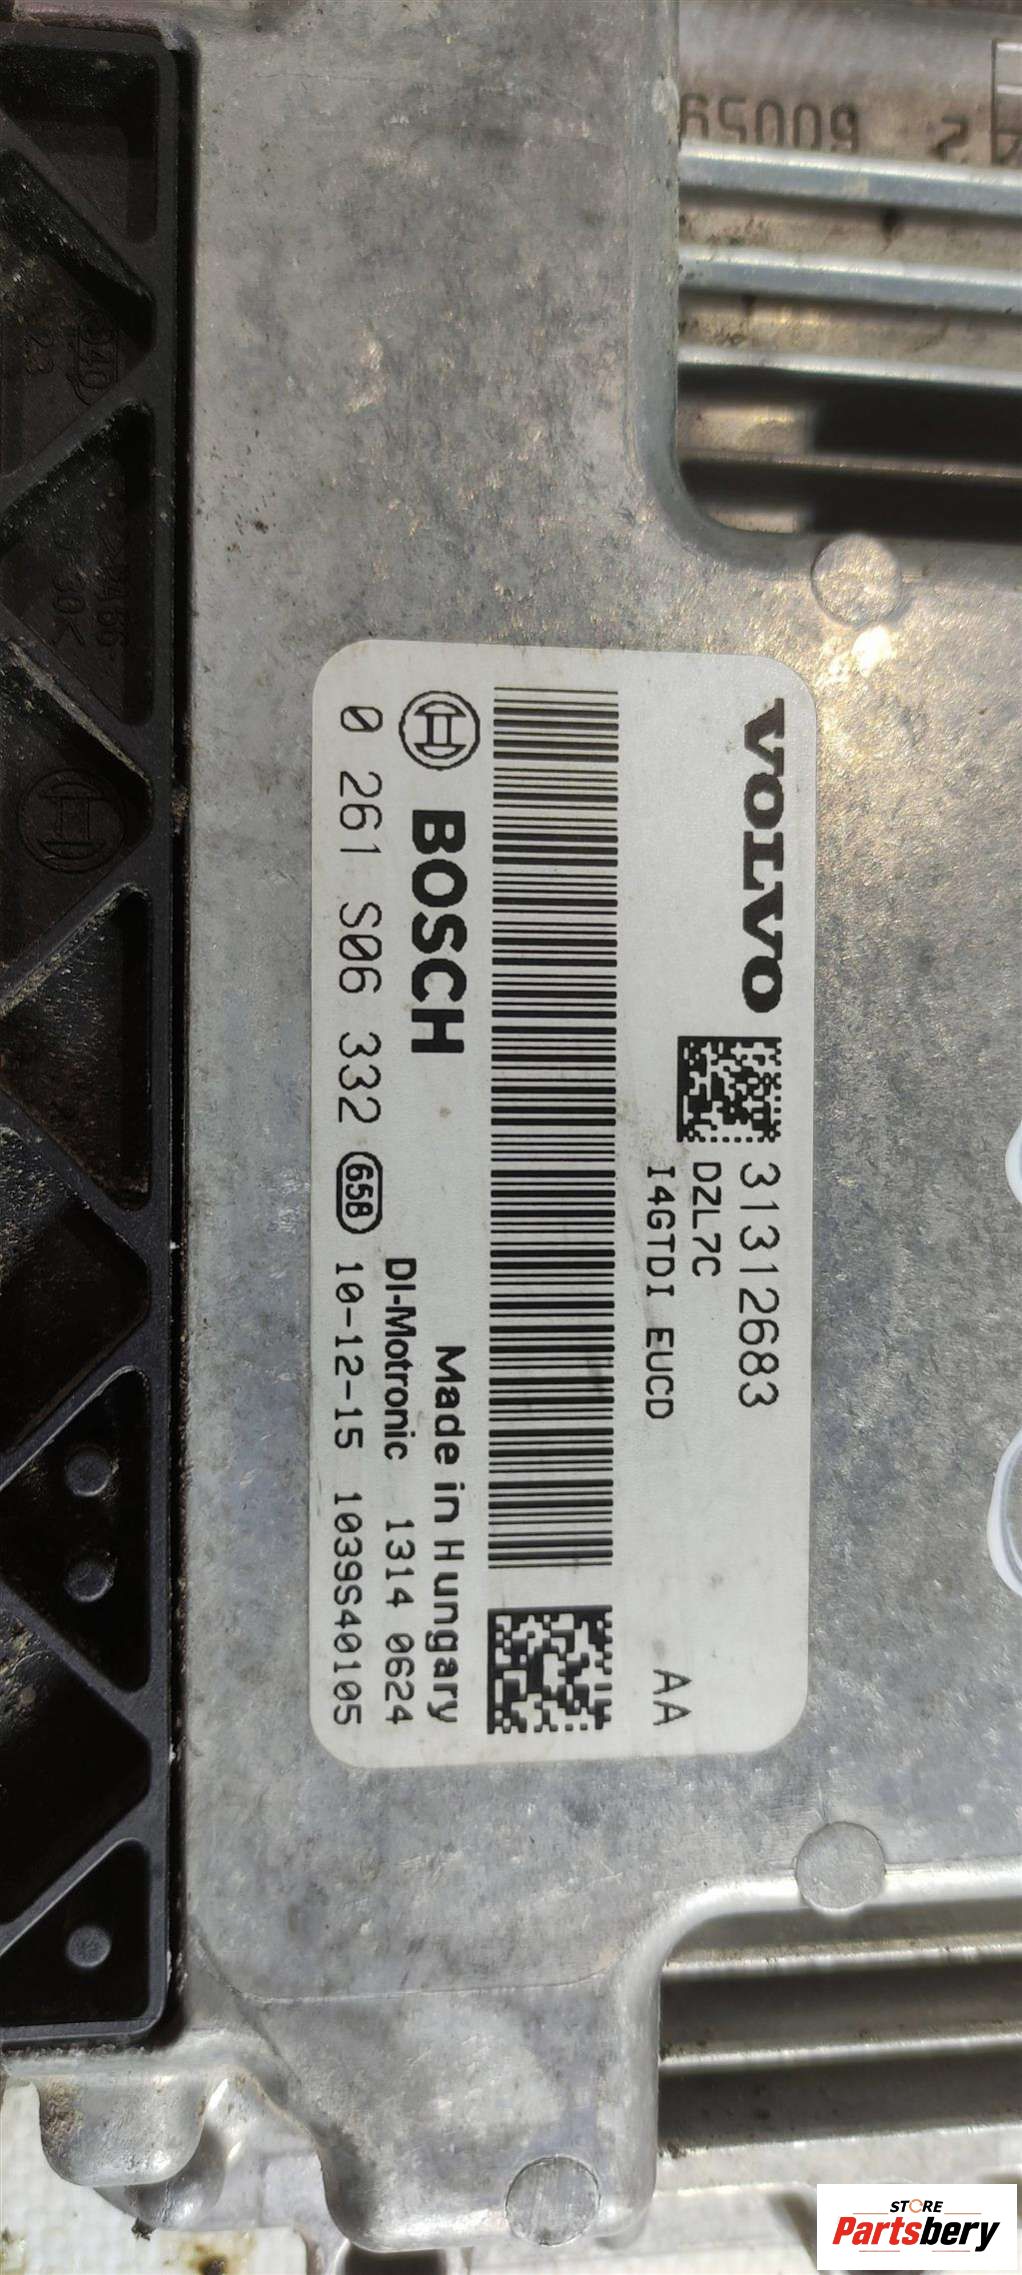 VOLVO
31312683
DZL7C
I4GTDI EUCD
AA
BOSCH
Made in Hungary
DI-Motronic 1314 0624
0 261 S06 332 65B 10-12-15 1039S40105
STORE
Partsbery